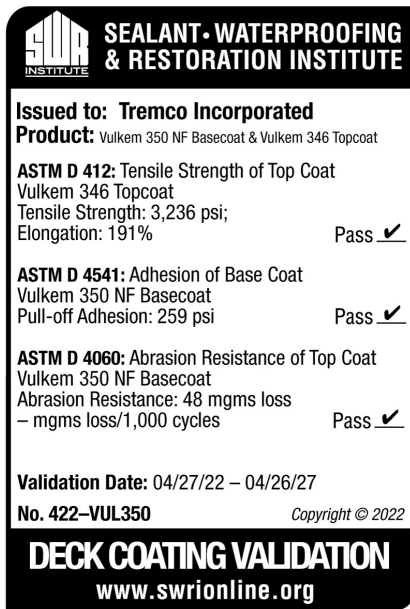 SWR
INSTITUTE
SEALANT • WATERPROOFING
& RESTORATION INSTITUTE
Issued to: Tremco Incorporated
Product: Vulkem 350 NF Basecoat & Vulkem 346 Topcoat
ASTM D 412: Tensile Strength of Top Coat
Vulkem 346 Topcoat
Tensile Strength: 3,236 psi;
Elongation: 191% Pass ✔
ASTM D 4541: Adhesion of Base Coat
Vulkem 350 NF Basecoat
Pull-off Adhesion: 259 psi Pass ✔
ASTM D 4060: Abrasion Resistance of Top Coat
Vulkem 350 NF Basecoat
Abrasion Resistance: 48 mgms loss
– mgms loss/1,000 cycles Pass ✔
Validation Date: 04/27/22 – 04/26/27
No. 422–VUL350 Copyright © 2022
DECK COATING VALIDATION
www.swrionline.org